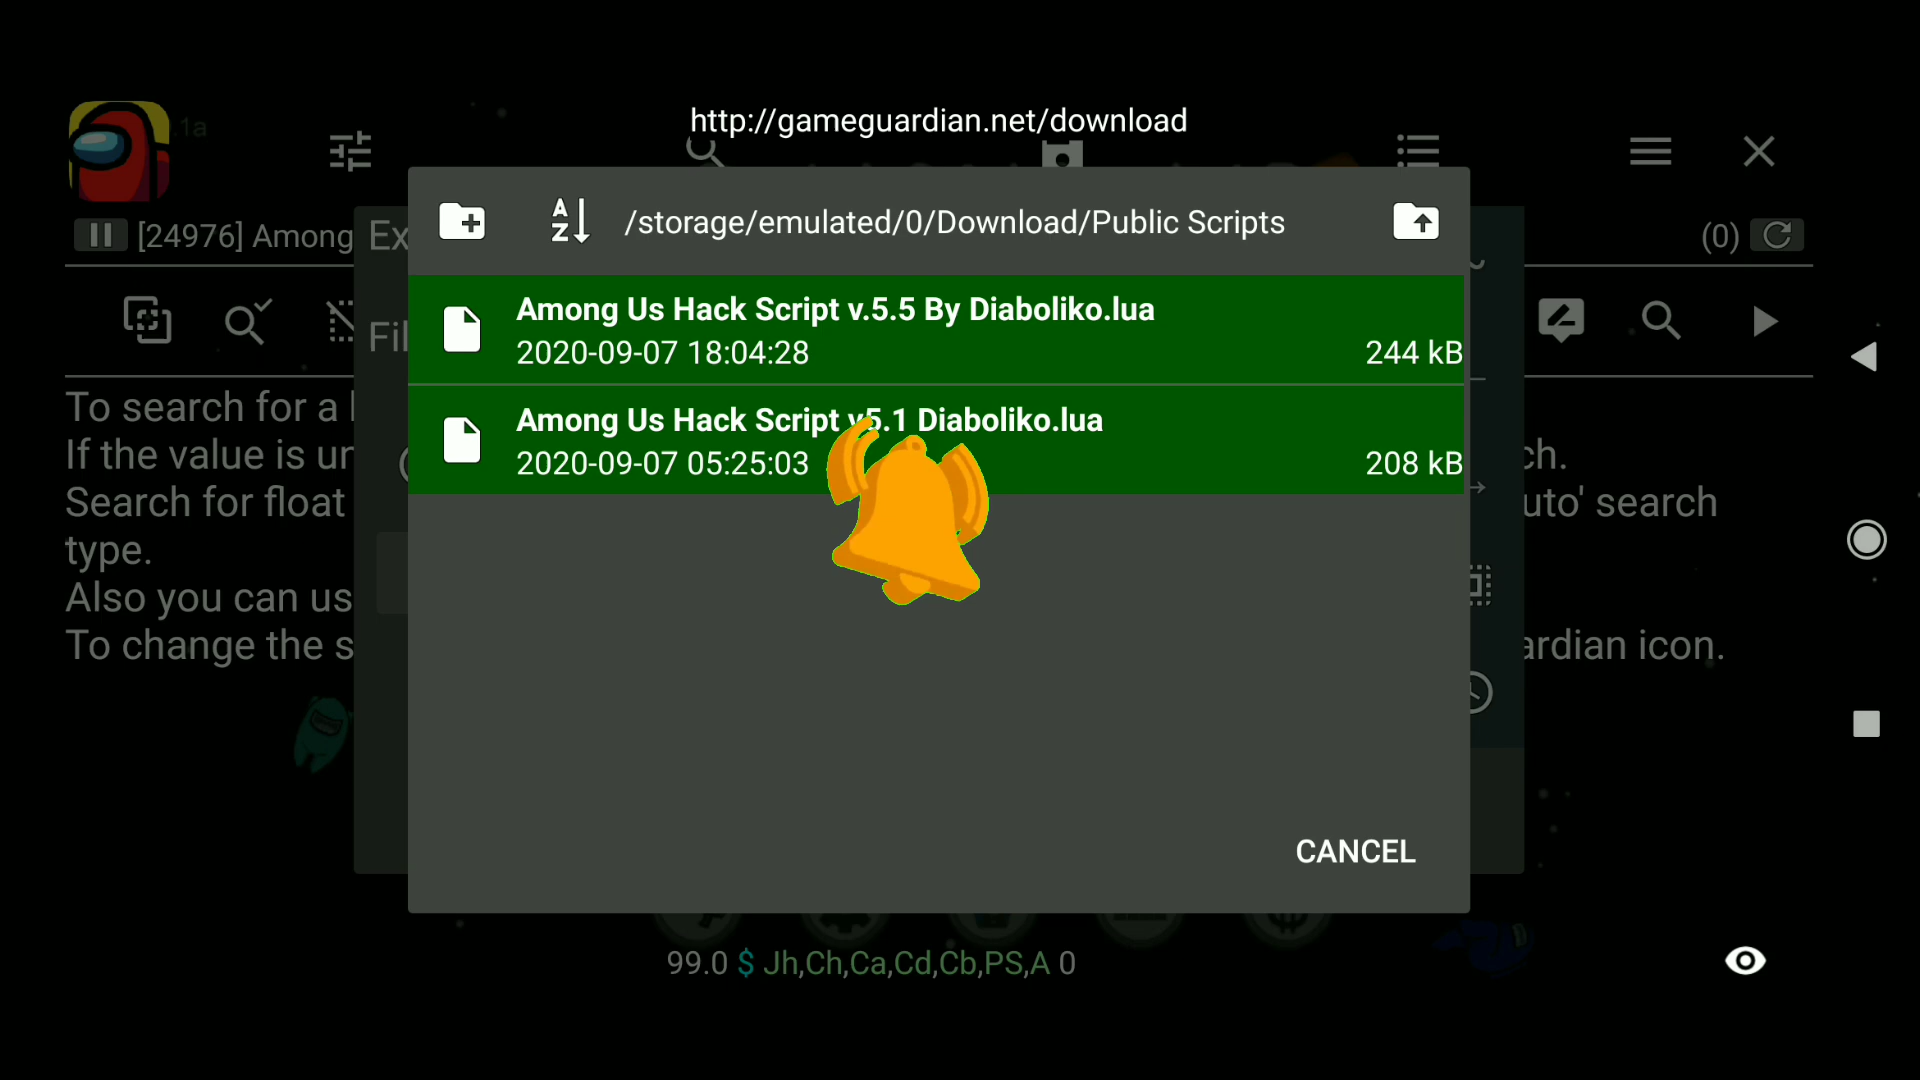 http://gameguardian.net/download
.1a
/storage/emulated/0/Download/Public Scripts
[24976] Among
Ex
(0)
Among Us Hack Script v.5.5 By Diaboliko.lua
2020-09-07 18:04:28
244 kB
Fil
Among Us Hack Script v5.1 Diaboliko.lua
2020-09-07 05:25:03
208 kB
To search for a
If the value is
ch.
Search for float
uto' search
type.
Also you can us
To change the s
ardian icon.
CANCEL
99.0 $ Jh,Ch,Ca,Cd,Cb,PS,A 0